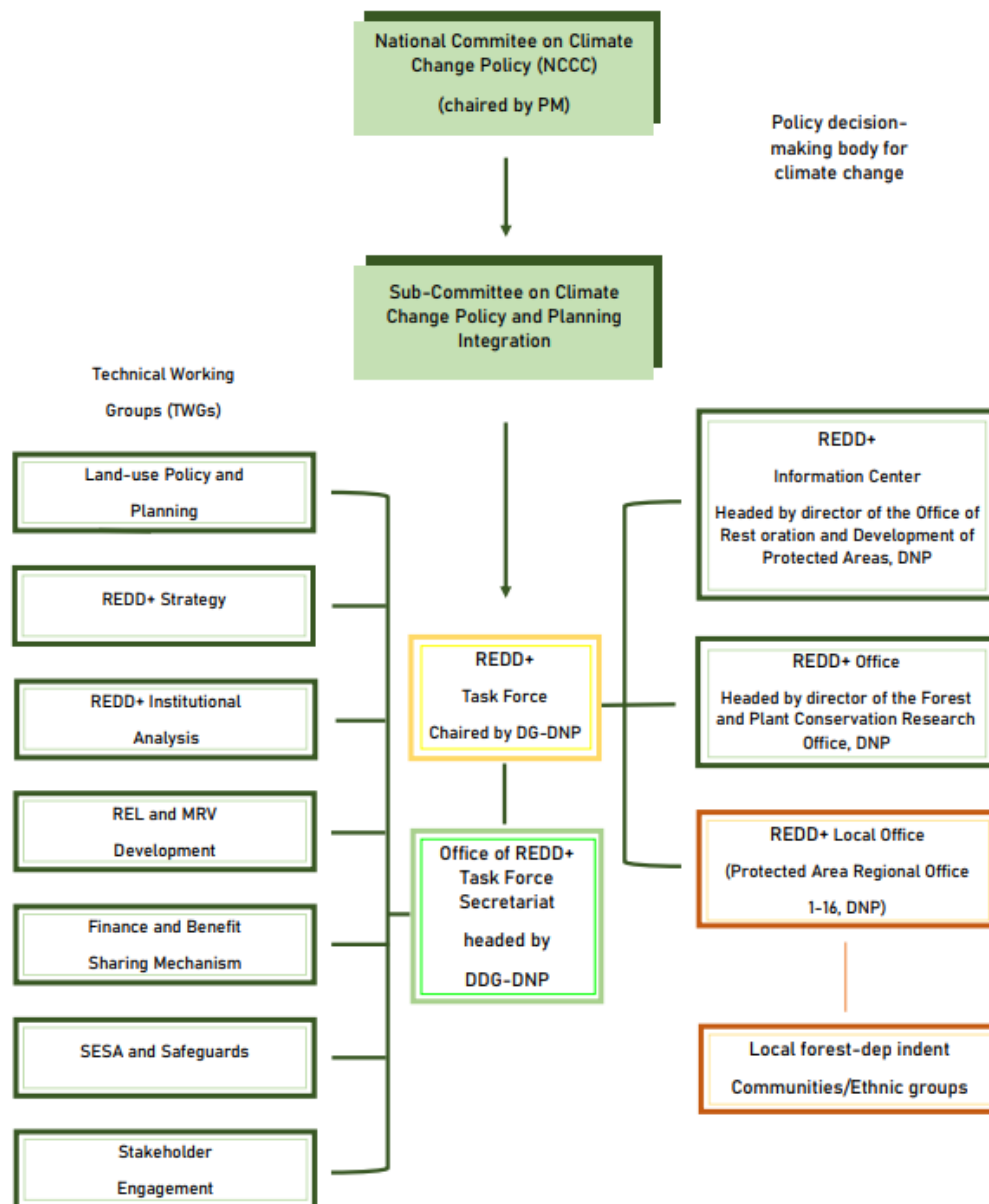 National Commitee on Climate
Change Policy (NCCC)
(chaired by PM)
Policy decision-
making body for
climate change
Sub-Committee on Climate
Change Policy and Planning
Integration
Technical Working
Groups (TWGs)
Land-use Policy and
Planning
REDD+ Strategy
REDD+ Institutional
Analysis
REL and MRV
Development
Finance and Benefit
Sharing Mechanism
SESA and Safeguards
Stakeholder
Engagement
REDD+
Task Force
Chaired by DG-DNP
Office of REDD+
Task Force
Secretariat
headed by
DDG-DNP
REDD+
Information Center
Headed by director of the Office of
Rest oration and Development of
Protected Areas, DNP
REDD+ Office
Headed by director of the Forest
and Plant Conservation Research
Office, DNP
REDD+ Local Office
(Protected Area Regional Office
1-16, DNP)
Local forest-dep indent
Communities/Ethnic groups